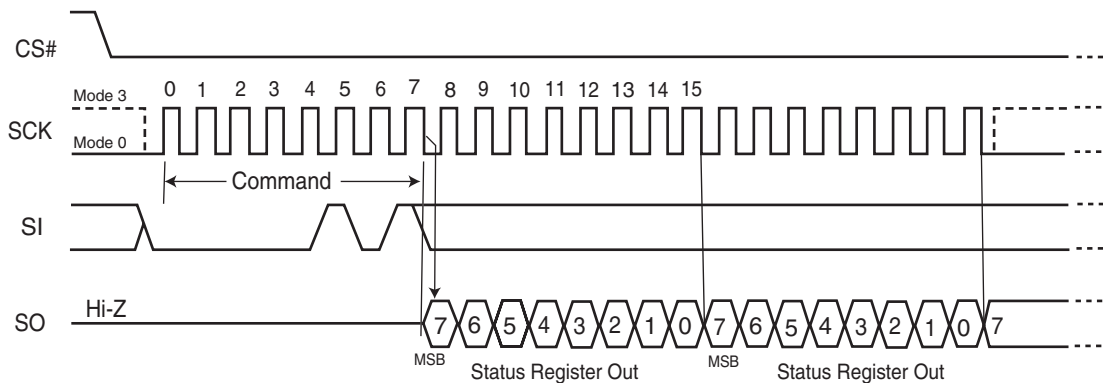 CS#
0 1 2 3 4 5 6 7 8 9 10 11 12 13 14 15
Mode 3
SCK
Mode 0
Command
SI
Hi-Z
SO
7 6 5 4 3 2 1 0 7 6 5 4 3 2 1 0 7
MSB Status Register Out MSB Status Register Out